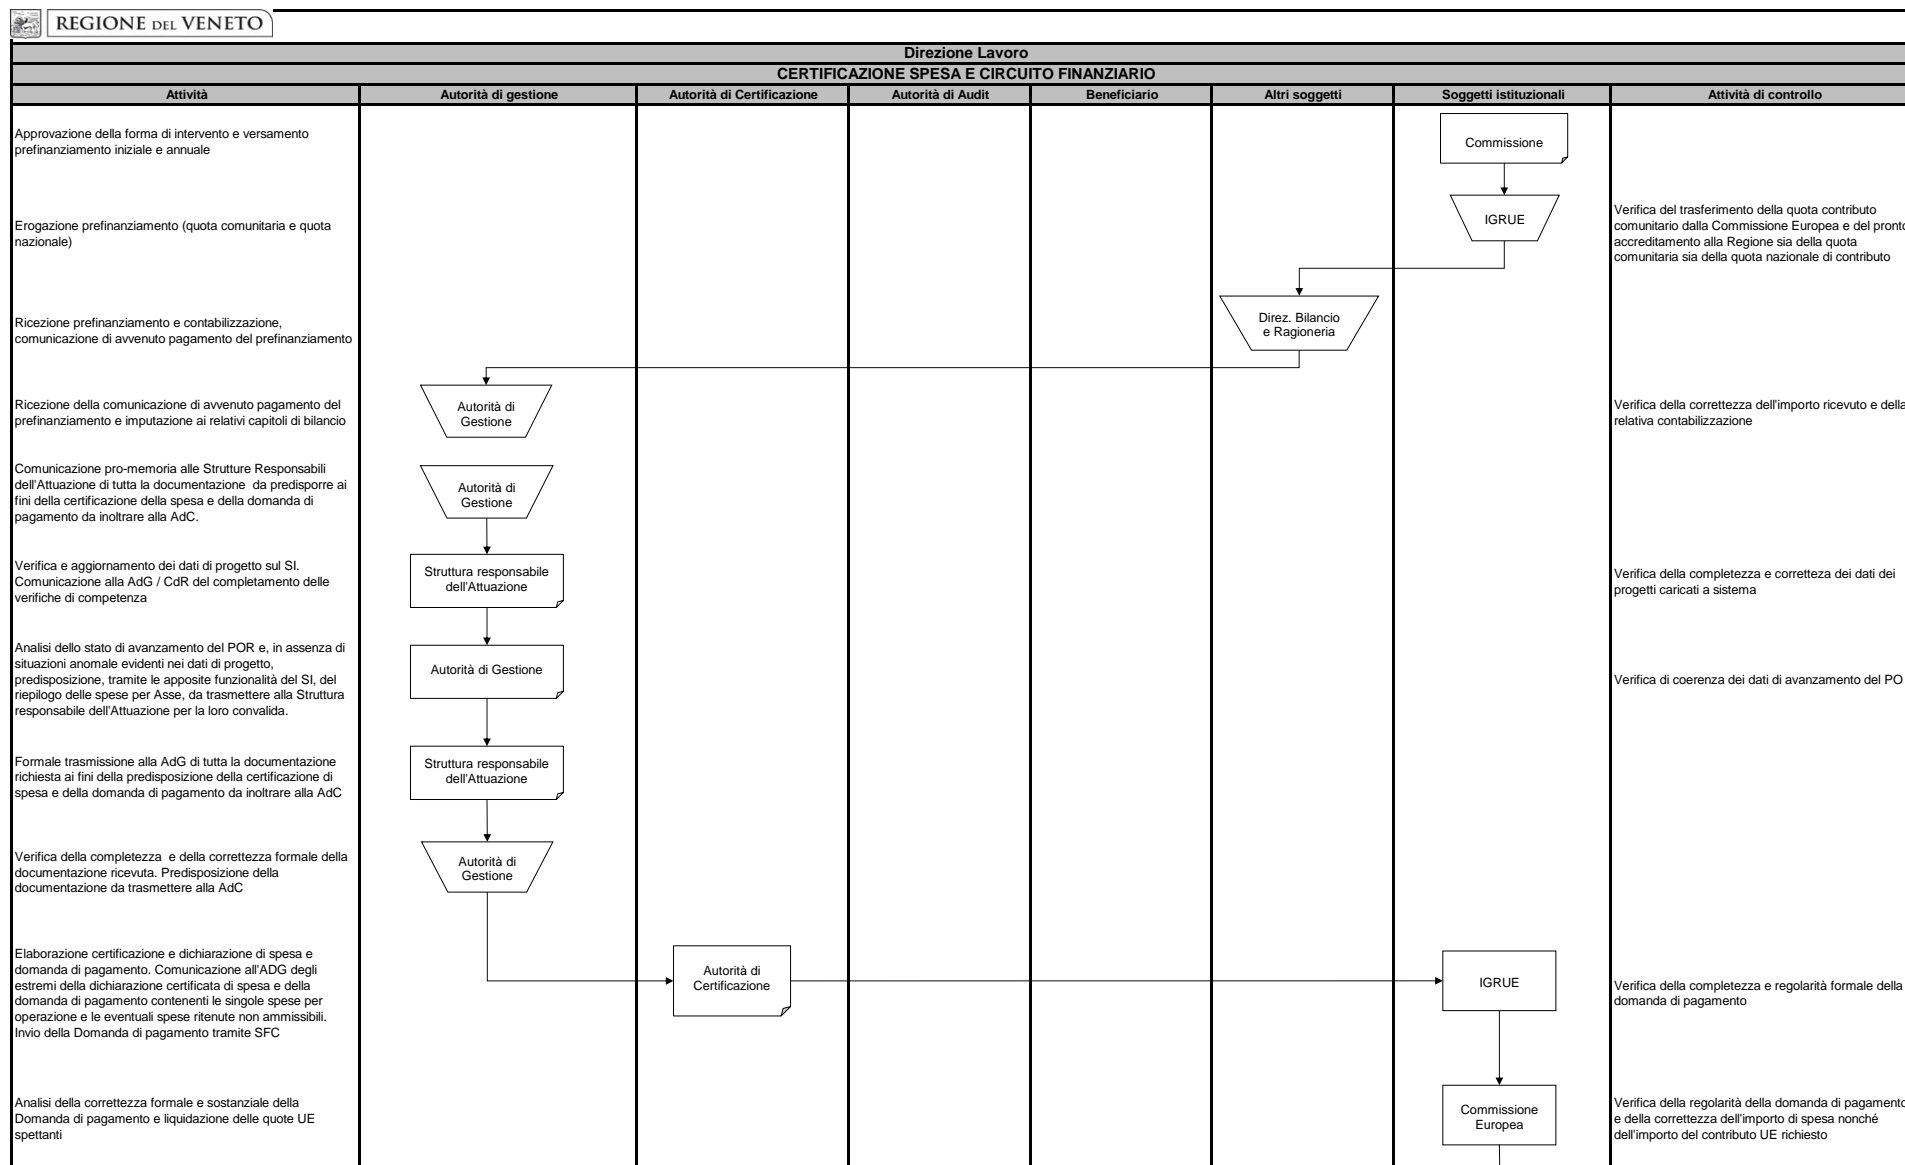 REGIONE DEL VENETO
Direzione Lavoro
CERTIFICAZIONE SPESA E CIRCUITO FINANZIARIO
Attività
Autorità di gestione
Autorità di Certificazione
Autorità di Audit
Beneficiario
Altri soggetti
Soggetti istituzionali
Attività di controllo
Approvazione della forma di intervento e versamento
prefinanziamento iniziale e annuale
Commissione
Erogazione prefinanziamento (quota comunitaria e quota
nazionale)
IGRUE
Verifica del trasferimento della quota contributo
comunitario dalla Commissione Europea e del pronto
accreditamento alla Regione sia della quota
comunitaria sia della quota nazionale di contributo
Ricezione prefinanziamento e contabilizzazione,
comunicazione di avvenuto pagamento del prefinanziamento
Direz. Bilancio
e Ragioneria
Ricezione della comunicazione di avvenuto pagamento del
prefinanziamento e imputazione ai relativi capitoli di bilancio
Autorità di
Gestione
Verifica della correttezza dell'importo ricevuto e della
relativa contabilizzazione
Comunicazione pro-memoria alle Strutture Responsabili
dell'Attuazione di tutta la documentazione da predisporre ai
fini della certificazione della spesa e della domanda di
pagamento da inoltrare alla AdC.
Autorità di
Gestione
Verifica e aggiornamento dei dati di progetto sul SI.
Comunicazione alla AdG / CdR del completamento delle
verifiche di competenza
Struttura responsabile
dell'Attuazione
Verifica della completezza e corretteza dei dati dei
progetti caricati a sistema
Analisi dello stato di avanzamento del POR e, in assenza di
situazioni anomale evidenti nei dati di progetto,
predisposizione, tramite le apposite funzionalità del SI, del
riepilogo delle spese per Asse, da trasmettere alla Struttura
responsabile dell'Attuazione per la loro convalida.
Autorità di Gestione
Verifica di coerenza dei dati di avanzamento del PO
Formale trasmissione alla AdG di tutta la documentazione
richiesta ai fini della predisposizione della certificazione di
spesa e della domanda di pagamento da inoltrare alla AdC
Struttura responsabile
dell'Attuazione
Verifica della completezza e della correttezza formale della
documentazione ricevuta. Predisposizione della
documentazione da trasmettere alla AdC
Autorità di
Gestione
Elaborazione certificazione e dichiarazione di spesa e
domanda di pagamento. Comunicazione all'ADG degli
estremi della dichiarazione certificata di spesa e della
domanda di pagamento contenenti le singole spese per
operazione e le eventuali spese ritenute non ammissibili.
Invio della Domanda di pagamento tramite SFC
Autorità di
Certificazione
IGRUE
Verifica della completezza e regolarità formale della
domanda di pagamento
Analisi della correttezza formale e sostanziale della
Domanda di pagamento e liquidazione delle quote UE
spettanti
Commissione
Europea
Verifica della regolarità della domanda di pagamento
e della correttezza dell'importo di spesa nonché
dell'importo del contributo UE richiesto